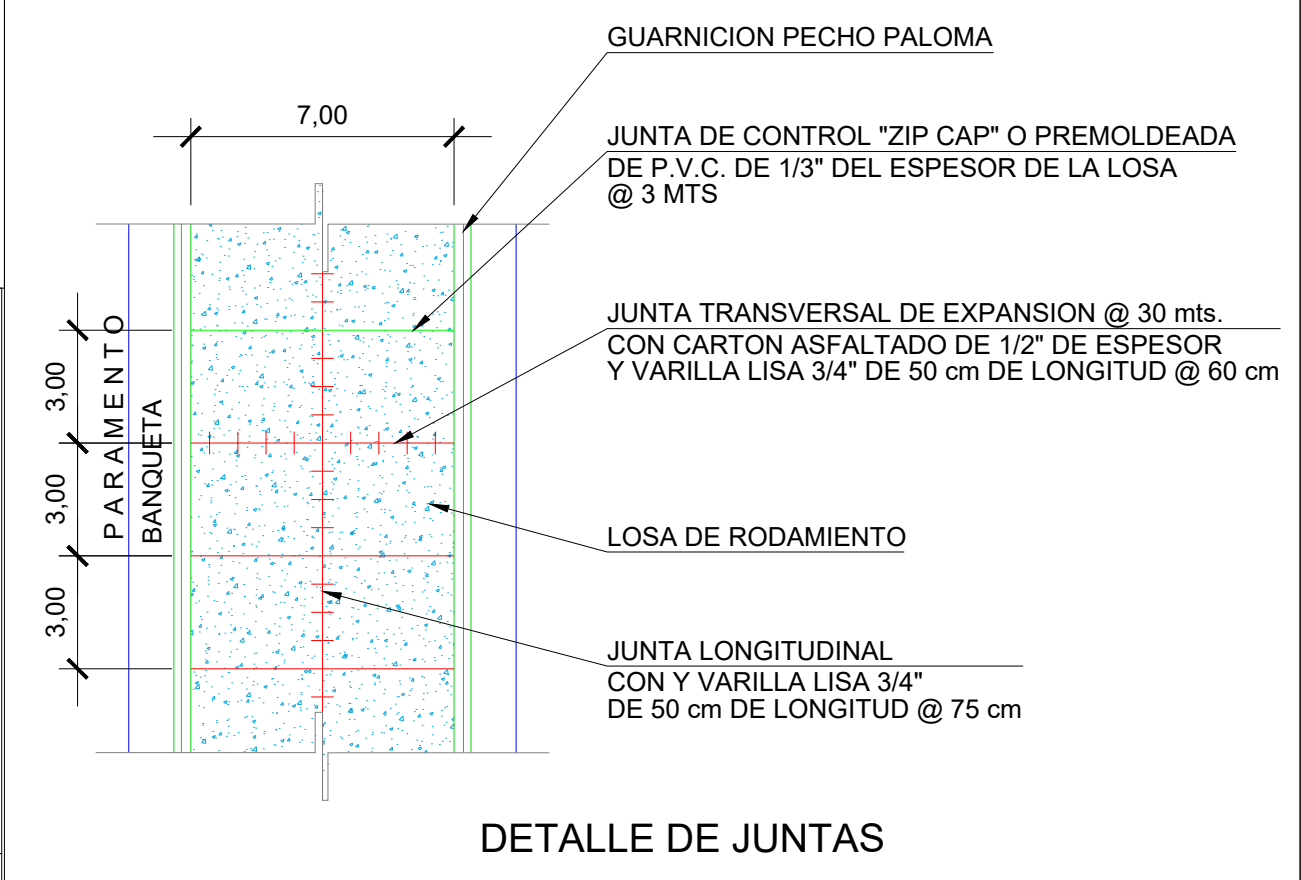 GUARNICION PECHO PALOMA
7,00
JUNTA DE CONTROL "ZIP CAP" O PREMOLDEADA
DE P.V.C. DE 1/3" DEL ESPESOR DE LA LOSA
@ 3 MTS
JUNTA TRANSVERSAL DE EXPANSION @ 30 mts.
CON CARTON ASFALTADO DE 1/2" DE ESPESOR
Y VARILLA LISA 3/4" DE 50 cm DE LONGITUD @ 60 cm
3,00
3,00
3,00
PARAMENTO
BANQUETA
LOSA DE RODAMIENTO
JUNTA LONGITUDINAL
CON Y VARILLA LISA 3/4"
DE 50 cm DE LONGITUD @ 75 cm
DETALLE DE JUNTAS